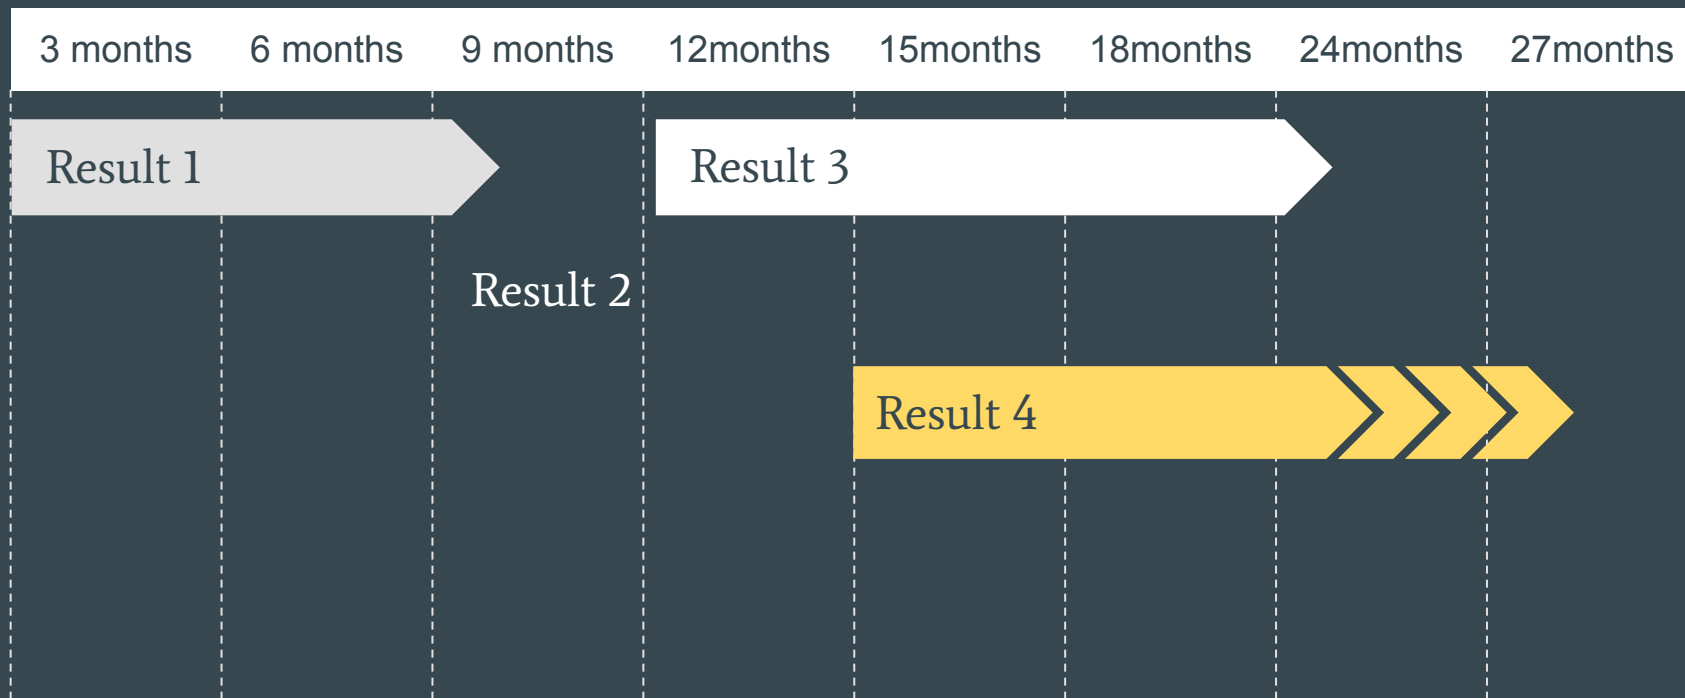 3 months 6 months 9 months 12months 15months 18months 24months 27months
Result 1 Result 3
Result 2
Result 4